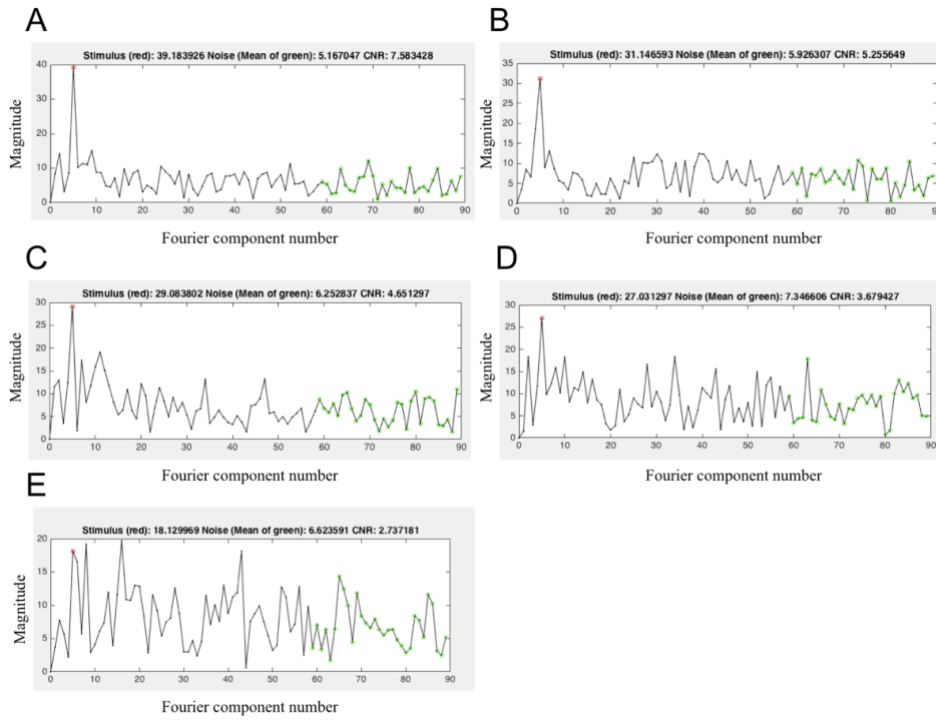 A
Stimulus (red): 39.183926 Noise (Mean of green): 5.167047 CNR: 7.583428
Magnitude
40
30
20
10
0
0 10 20 30 40 50 60 70 80 90
Fourier component number
B
Stimulus (red): 31.146593 Noise (Mean of green): 5.926307 CNR: 5.255649
Magnitude
35
30
25
20
15
10
5
0
0 10 20 30 40 50 60 70 80 90
Fourier component number
C
Stimulus (red): 29.083802 Noise (Mean of green): 6.252837 CNR: 4.651297
Magnitude
30
25
20
15
10
5
0
0 10 20 30 40 50 60 70 80 90
Fourier component number
D
Stimulus (red): 27.031297 Noise (Mean of green): 7.346606 CNR: 3.679427
Magnitude
30
25
20
15
10
5
0
0 10 20 30 40 50 60 70 80 90
Fourier component number
E
Stimulus (red): 18.129969 Noise (Mean of green): 6.623591 CNR: 2.737181
Magnitude
20
15
10
5
0
0 10 20 30 40 50 60 70 80 90
Fourier component number